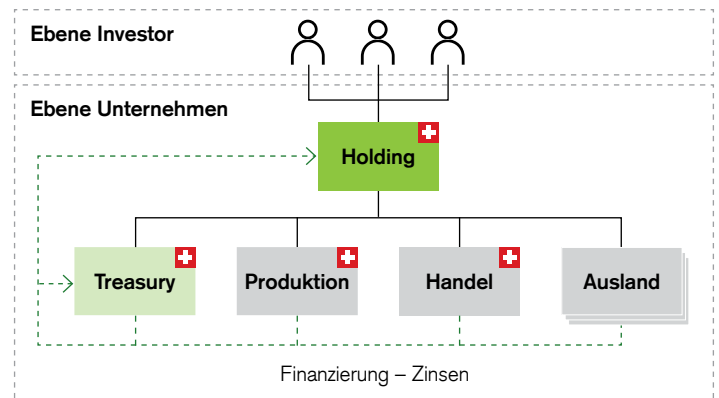 Ebene Investor
Ebene Unternehmen
Holding
Treasury
Produktion
Handel
Ausland
Finanzierung – Zinsen